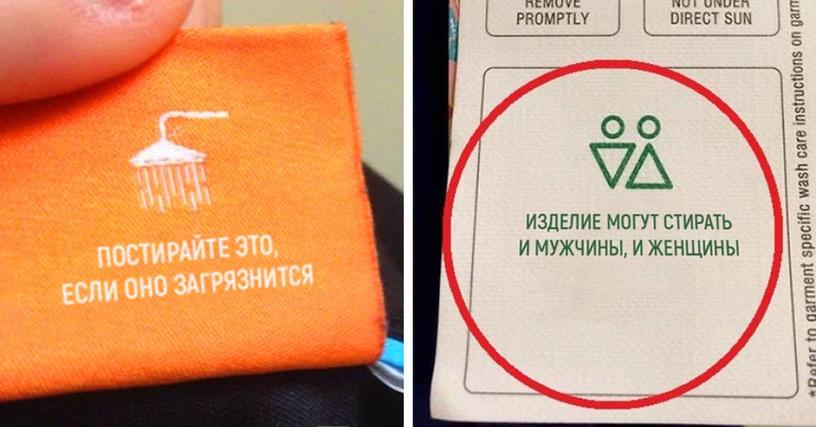 ПОСТИРАЙТЕ ЭТО,
ЕСЛИ ОНО ЗАГРЯЗНИТСЯ
REMOVE
PROMPTLY
NOT UNDER
DIRECT SUN
ИЗДЕЛИЕ МОГУТ СТИРАТЬ
И МУЖЧИНЫ, И ЖЕНЩИНЫ
*Refer to garment specific wash care instructions on